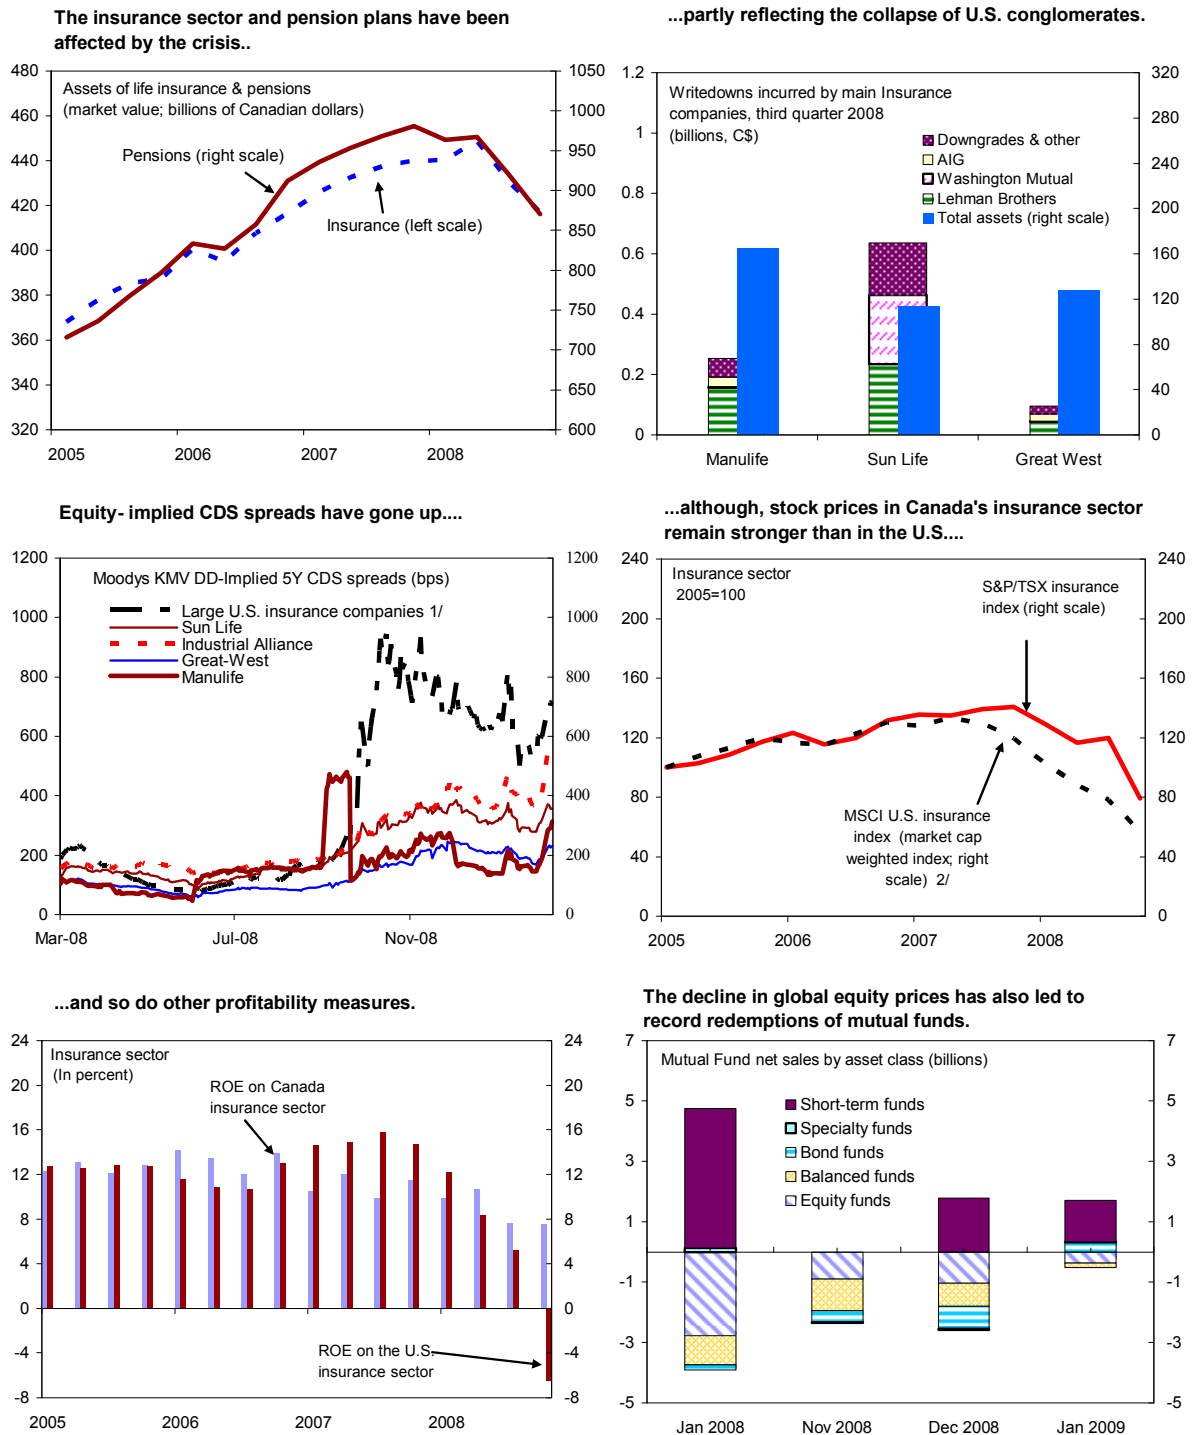 The insurance sector and pension plans have been
affected by the crisis..
480
460
440
420
400
380
360
340
320
1050
1000
950
900
850
800
750
700
650
600
Assets of life insurance & pensions
(market value; billions of Canadian dollars)
Pensions (right scale)
Insurance (left scale)
2005
2006
2007
2008
...partly reflecting the collapse of U.S. conglomerates.
1.2
1
0.8
0.6
0.4
0.2
0
320
280
240
200
160
120
80
40
0
Writedowns incurred by main Insurance
companies, third quarter 2008
(billions, C$)
Downgrades & other
AIG
Washington Mutual
Lehman Brothers
Total assets (right scale)
Manulife
Sun Life
Great West
Equity- implied CDS spreads have gone up....
1200
1000
800
600
400
200
0
1200
1000
800
600
400
200
0
Moodys KMV DD-Implied 5Y CDS spreads (bps)
Large U.S. insurance companies 1/
Sun Life
Industrial Alliance
Great-West
Manulife
Mar-08
Jul-08
Nov-08
...although, stock prices in Canada's insurance sector
remain stronger than in the U.S....
240
200
160
120
80
40
0
240
200
160
120
80
40
0
Insurance sector
2005=100
S&P/TSX insurance
index (right scale)
MSCI U.S. insurance
index (market cap
weighted index; right
scale) 2/
2005
2006
2007
2008
...and so do other profitability measures.
24
20
16
12
8
4
0
-4
-8
24
20
16
12
8
4
0
-4
-8
Insurance sector
(In percent)
ROE on Canada
insurance sector
ROE on the U.S.
insurance sector
2005
2006
2007
2008
The decline in global equity prices has also led to
record redemptions of mutual funds.
7
5
3
1
-1
-3
-5
7
5
3
1
-1
-3
-5
Mutual Fund net sales by asset class (billions)
Short-term funds
Specialty funds
Bond funds
Balanced funds
Equity funds
Jan 2008
Nov 2008
Dec 2008
Jan 2009